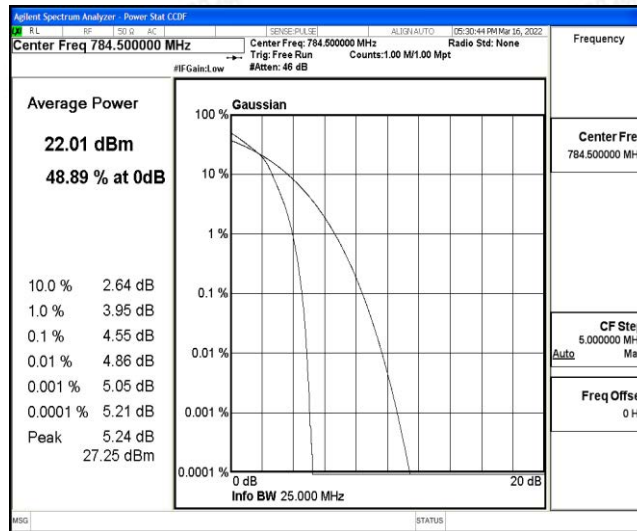 Agilent Spectrum Analyzer - Power Stat CCDF
RL RF 50 Ω AC SENSE:PULSE ALIGN AUTO 05:30:44 PM Mar 16, 2022
Center Freq 784.500000 MHz
Center Freq: 784.500000 MHz Radio Std: None
Trig: Free Run Counts:1.00 M/1.00 Mpt
#IFGain:Low #Atten: 46 dB
Frequency
Average Power
22.01 dBm
48.89 % at 0dB
10.0 % 2.64 dB
1.0 % 3.95 dB
0.1 % 4.55 dB
0.01 % 4.86 dB
0.001 % 5.05 dB
0.0001 % 5.21 dB
Peak 5.24 dB
27.25 dBm
Gaussian
100 %
10 %
1 %
0.1 %
0.01 %
0.001 %
0.0001 %
0 dB 20 dB
Info BW 25.000 MHz
Center Fre
784.500000 MH
CF Ste
5.000000 MH
Auto Ma
Freq Offse
0 H
MSG STATUS